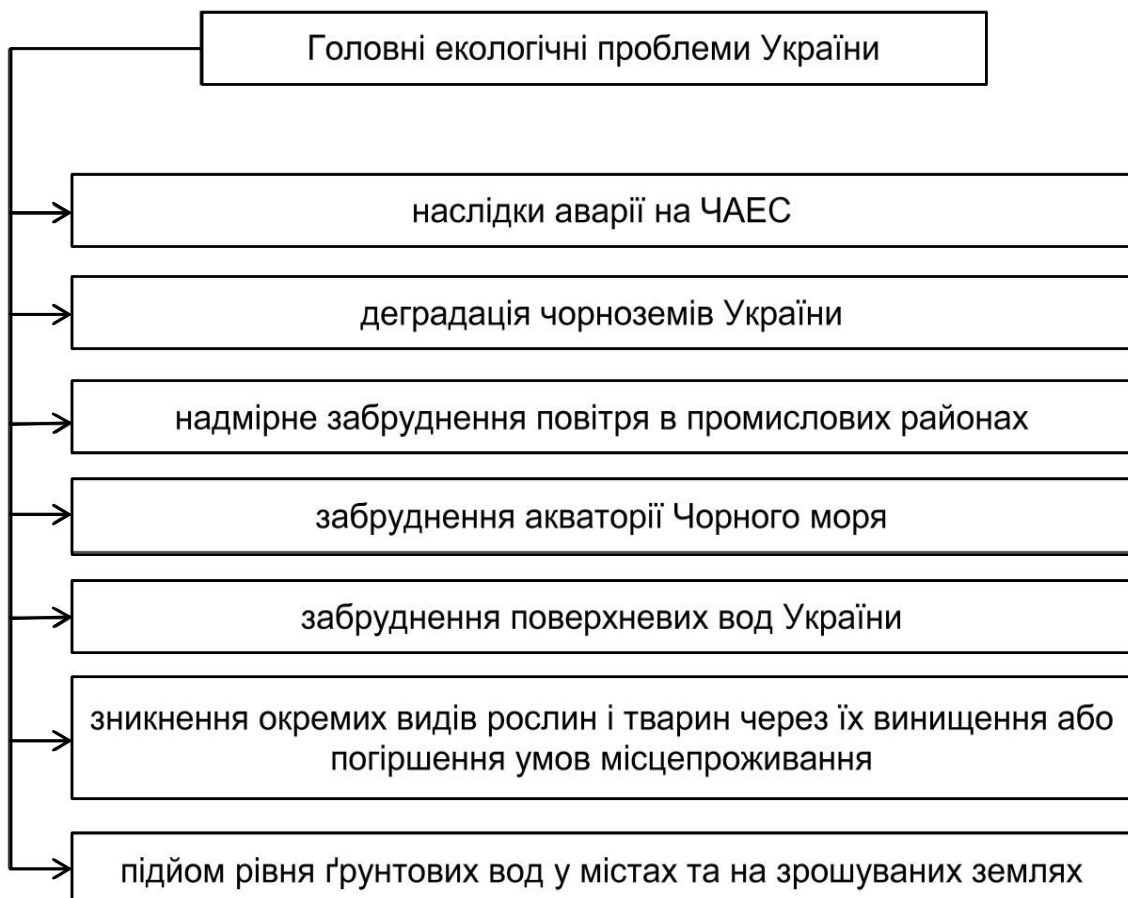 Головні екологічні проблеми України
наслідки аварії на ЧАЕС
деградація чорноземів України
надмірне забруднення повітря в промислових районах
забруднення акваторії Чорного моря
забруднення поверхневих вод України
зникнення окремих видів рослин і тварин через їх винищення або
погіршення умов місцепроживання
підйом рівня ґрунтових вод у містах та на зрошуваних землях